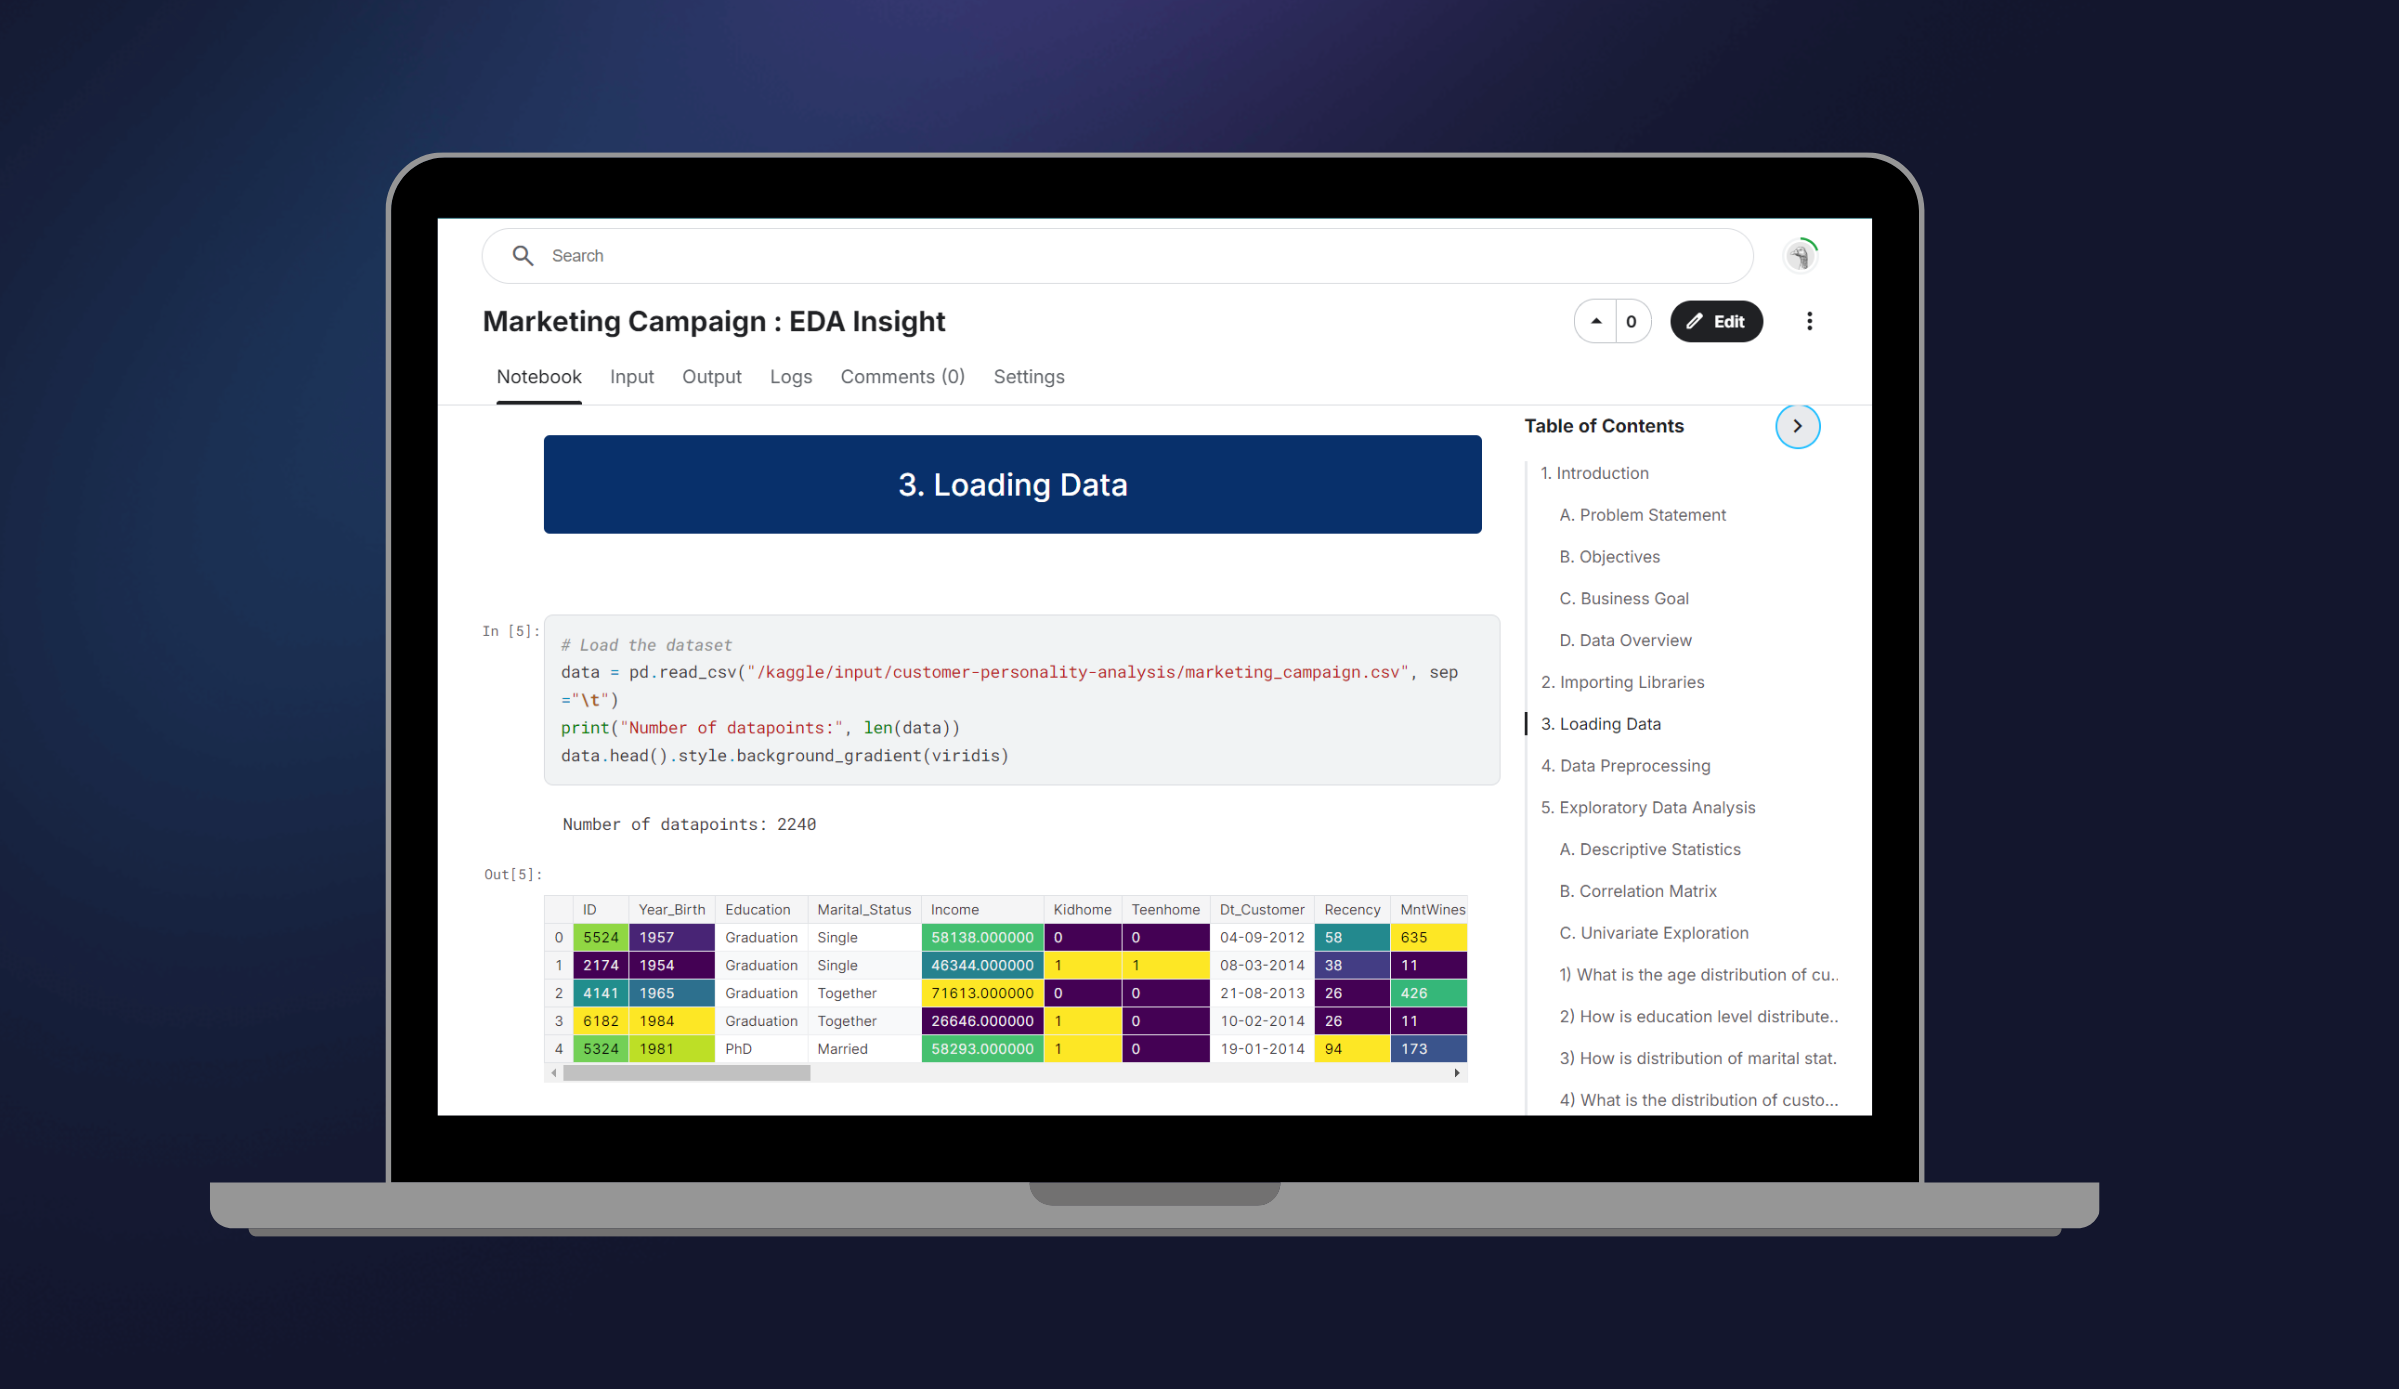 Search
Marketing Campaign : EDA Insight
0
Edit
Notebook Input Output Logs Comments (0) Settings
3. Loading Data
In [5]:
# Load the dataset
data = pd.read_csv("/kaggle/input/customer-personality-analysis/marketing_campaign.csv", sep
="\t")
print("Number of datapoints:", len(data))
data.head().style.background_gradient(viridis)
Number of datapoints: 2240
Out[5]:
ID Year_Birth Education Marital_Status Income Kidhome Teenhome Dt_Customer Recency MntWines
0 5524 1957 Graduation Single 58138.000000 0 0 04-09-2012 58 635
1 2174 1954 Graduation Single 46344.000000 1 1 08-03-2014 38 11
2 4141 1965 Graduation Together 71613.000000 0 0 21-08-2013 26 426
3 6182 1984 Graduation Together 26646.000000 1 0 10-02-2014 26 11
4 5324 1981 PhD Married 58293.000000 1 0 19-01-2014 94 173
Table of Contents
1. Introduction
A. Problem Statement
B. Objectives
C. Business Goal
D. Data Overview
2. Importing Libraries
3. Loading Data
4. Data Preprocessing
5. Exploratory Data Analysis
A. Descriptive Statistics
B. Correlation Matrix
C. Univariate Exploration
1) What is the age distribution of cu..
2) How is education level distribute..
3) How is distribution of marital stat.
4) What is the distribution of custo...